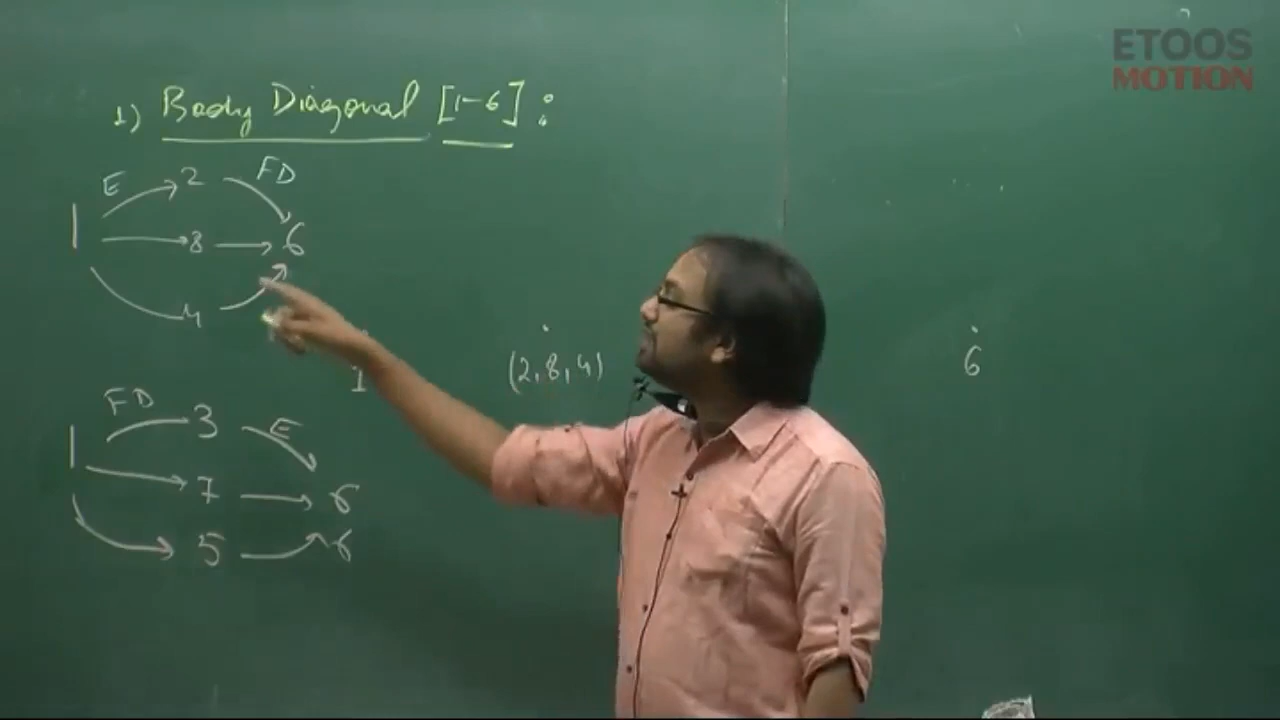 ETOOS
MOTION
1) Body Diagonal [1-6] :
E 2 FD
1 8 6
4
1 (2,8,4) 6
FD 3 E
1 7 6
5 6